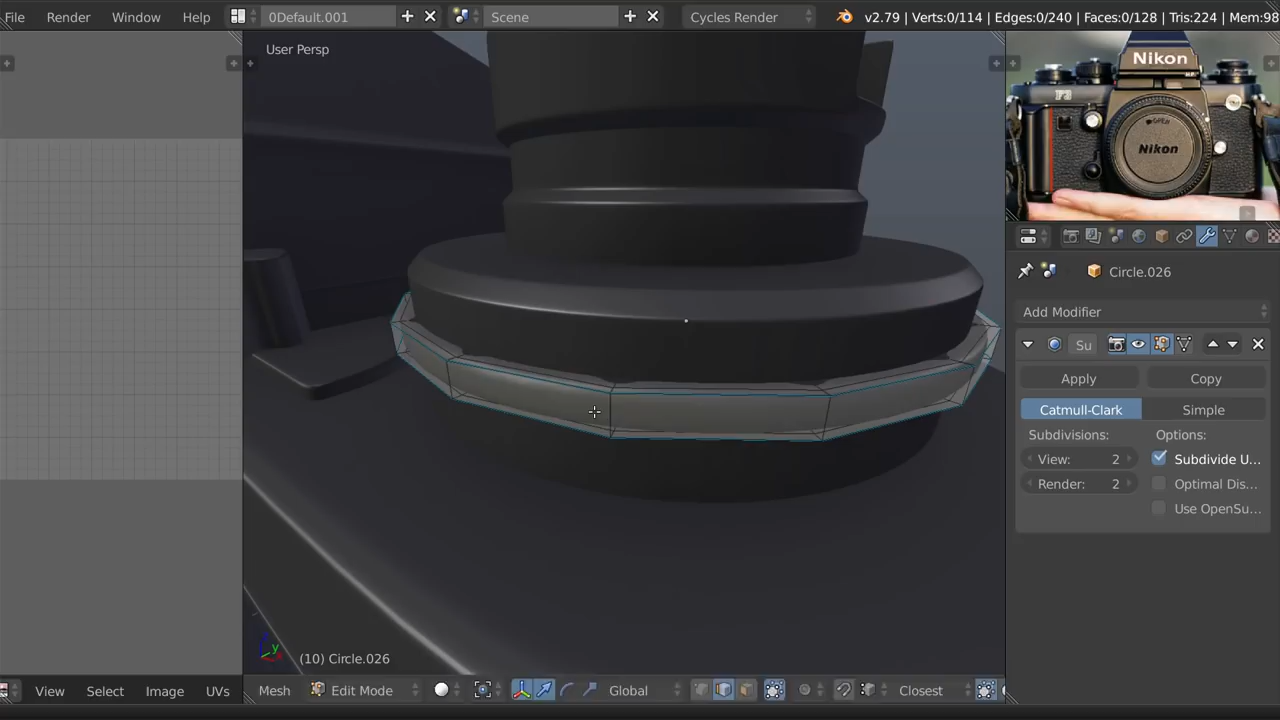 File Render Window Help 0Default.001 Scene Cycles Render v2.79 | Verts:0/114 | Edges:0/240 | Faces:0/128 | Tris:224 | Mem:98
User Persp
Nikon
F3
Nikon
Circle.026
Add Modifier
Su
Apply Copy
Catmull-Clark Simple
Subdivisions: Options:
View: 2 Subdivide U...
Render: 2 Optimal Dis...
Use OpenSu...
y
(10) Circle.026
View Select Image UVs Mesh Edit Mode Global Closest